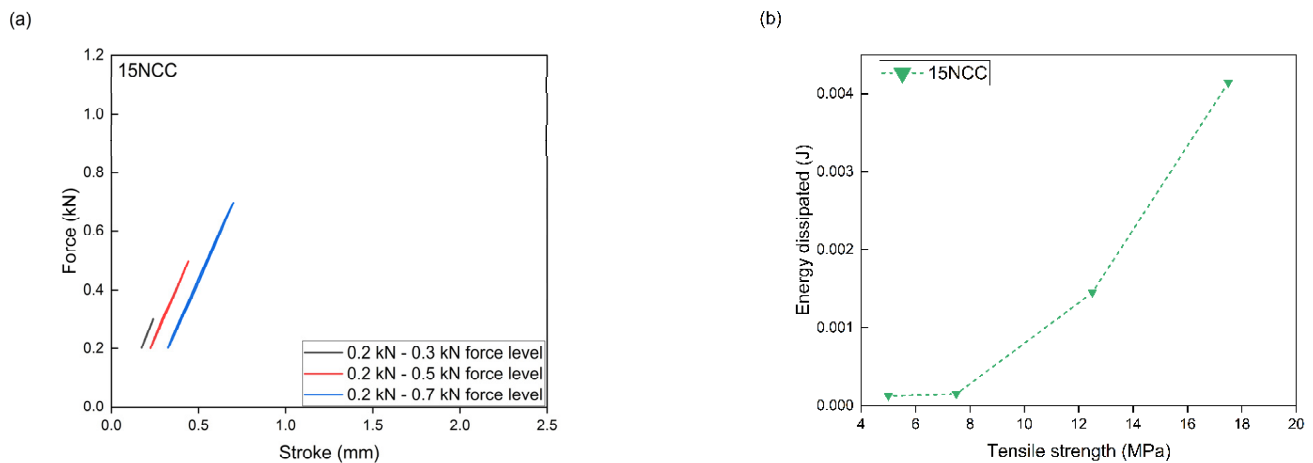 (a)
15NCC
1.2
1.0
0.8
0.6
0.4
0.2
0.0
Force (kN)
0.2 kN - 0.3 kN force level
0.2 kN - 0.5 kN force level
0.2 kN - 0.7 kN force level
0.0 0.5 1.0 1.5 2.0 2.5
Stroke (mm)
(b)
15NCC
0.004
0.003
0.002
0.001
0.000
Energy dissipated (J)
4 6 8 10 12 14 16 18 20
Tensile strength (MPa)